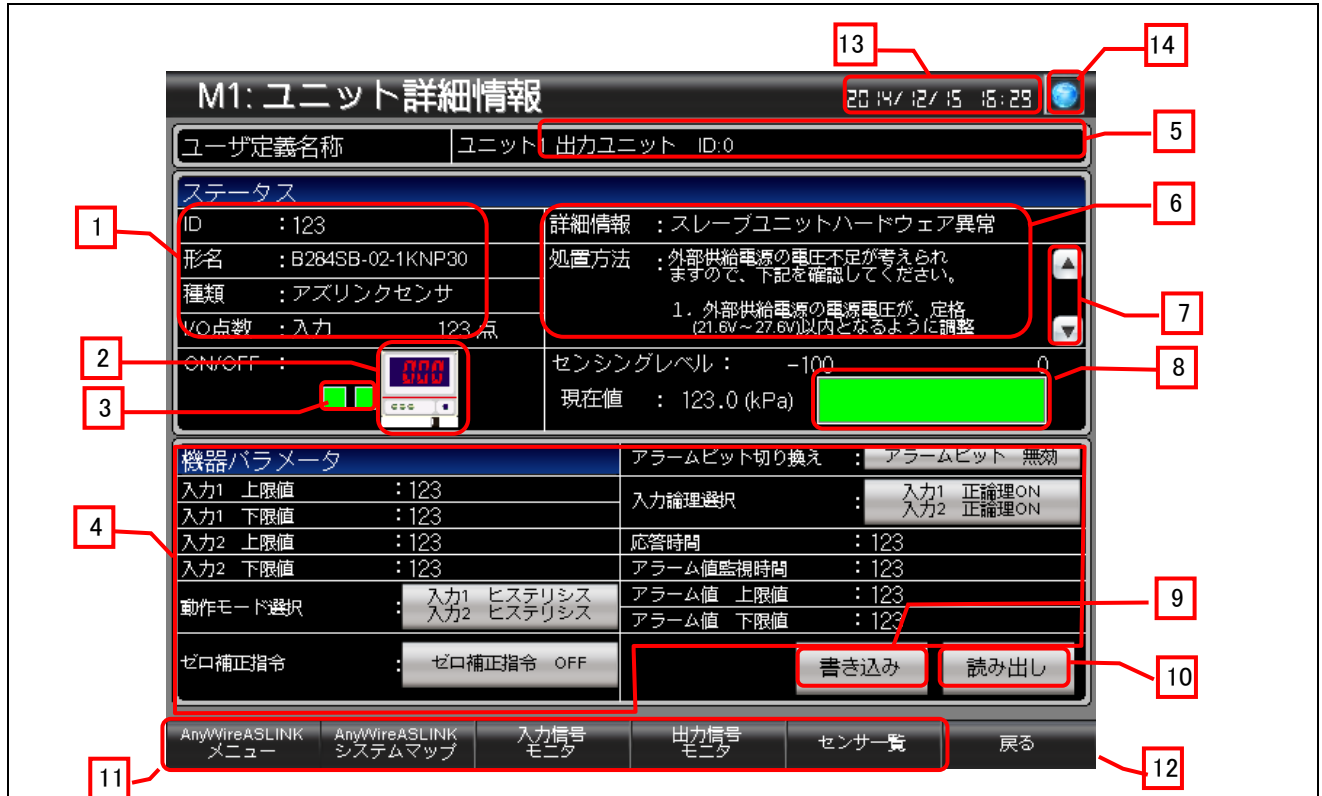 13
14
M1: ユニット詳細情報
2014/12/15 16:29
5
ユーザ定義名称
ユニット1 出力ユニット ID:0
ステータス
6
1
ID :123
詳細情報 :スレーブユニットハードウェア異常
形名 :B284SB-02-1KNP30
処置方法 :外部供給電源の電圧不足が考えられ
ますので、下記を確認してください。
種類 :アズリンクセンサ
1. 外部供給電源の電源電圧が、定格
(21.6V~27.6V)以内となるように調整
7
I/O点数 :入力 123 点
2
ON/OFF :
000
センシングレベル: -100 0
8
3
現在値 : 123.0 (kPa)
機器パラメータ
アラームビット切り換え : アラームビット 無効
入力1 上限値 :123
入力論理選択 : 入力1 正論理ON
入力2 正論理ON
入力1 下限値 :123
4
入力2 上限値 :123
応答時間 :123
入力2 下限値 :123
アラーム値監視時間 :123
動作モード選択 : 入力1 ヒステリシス
入力2 ヒステリシス
アラーム値 上限値 :123
9
アラーム値 下限値 :123
ゼロ補正指令 : ゼロ補正指令 OFF
書き込み
読み出し
10
AnyWireASLINK
メニュー
AnyWireASLINK
システムマップ
入力信号
モニタ
出力信号
モニタ
センサ一覧
戻る
11
12